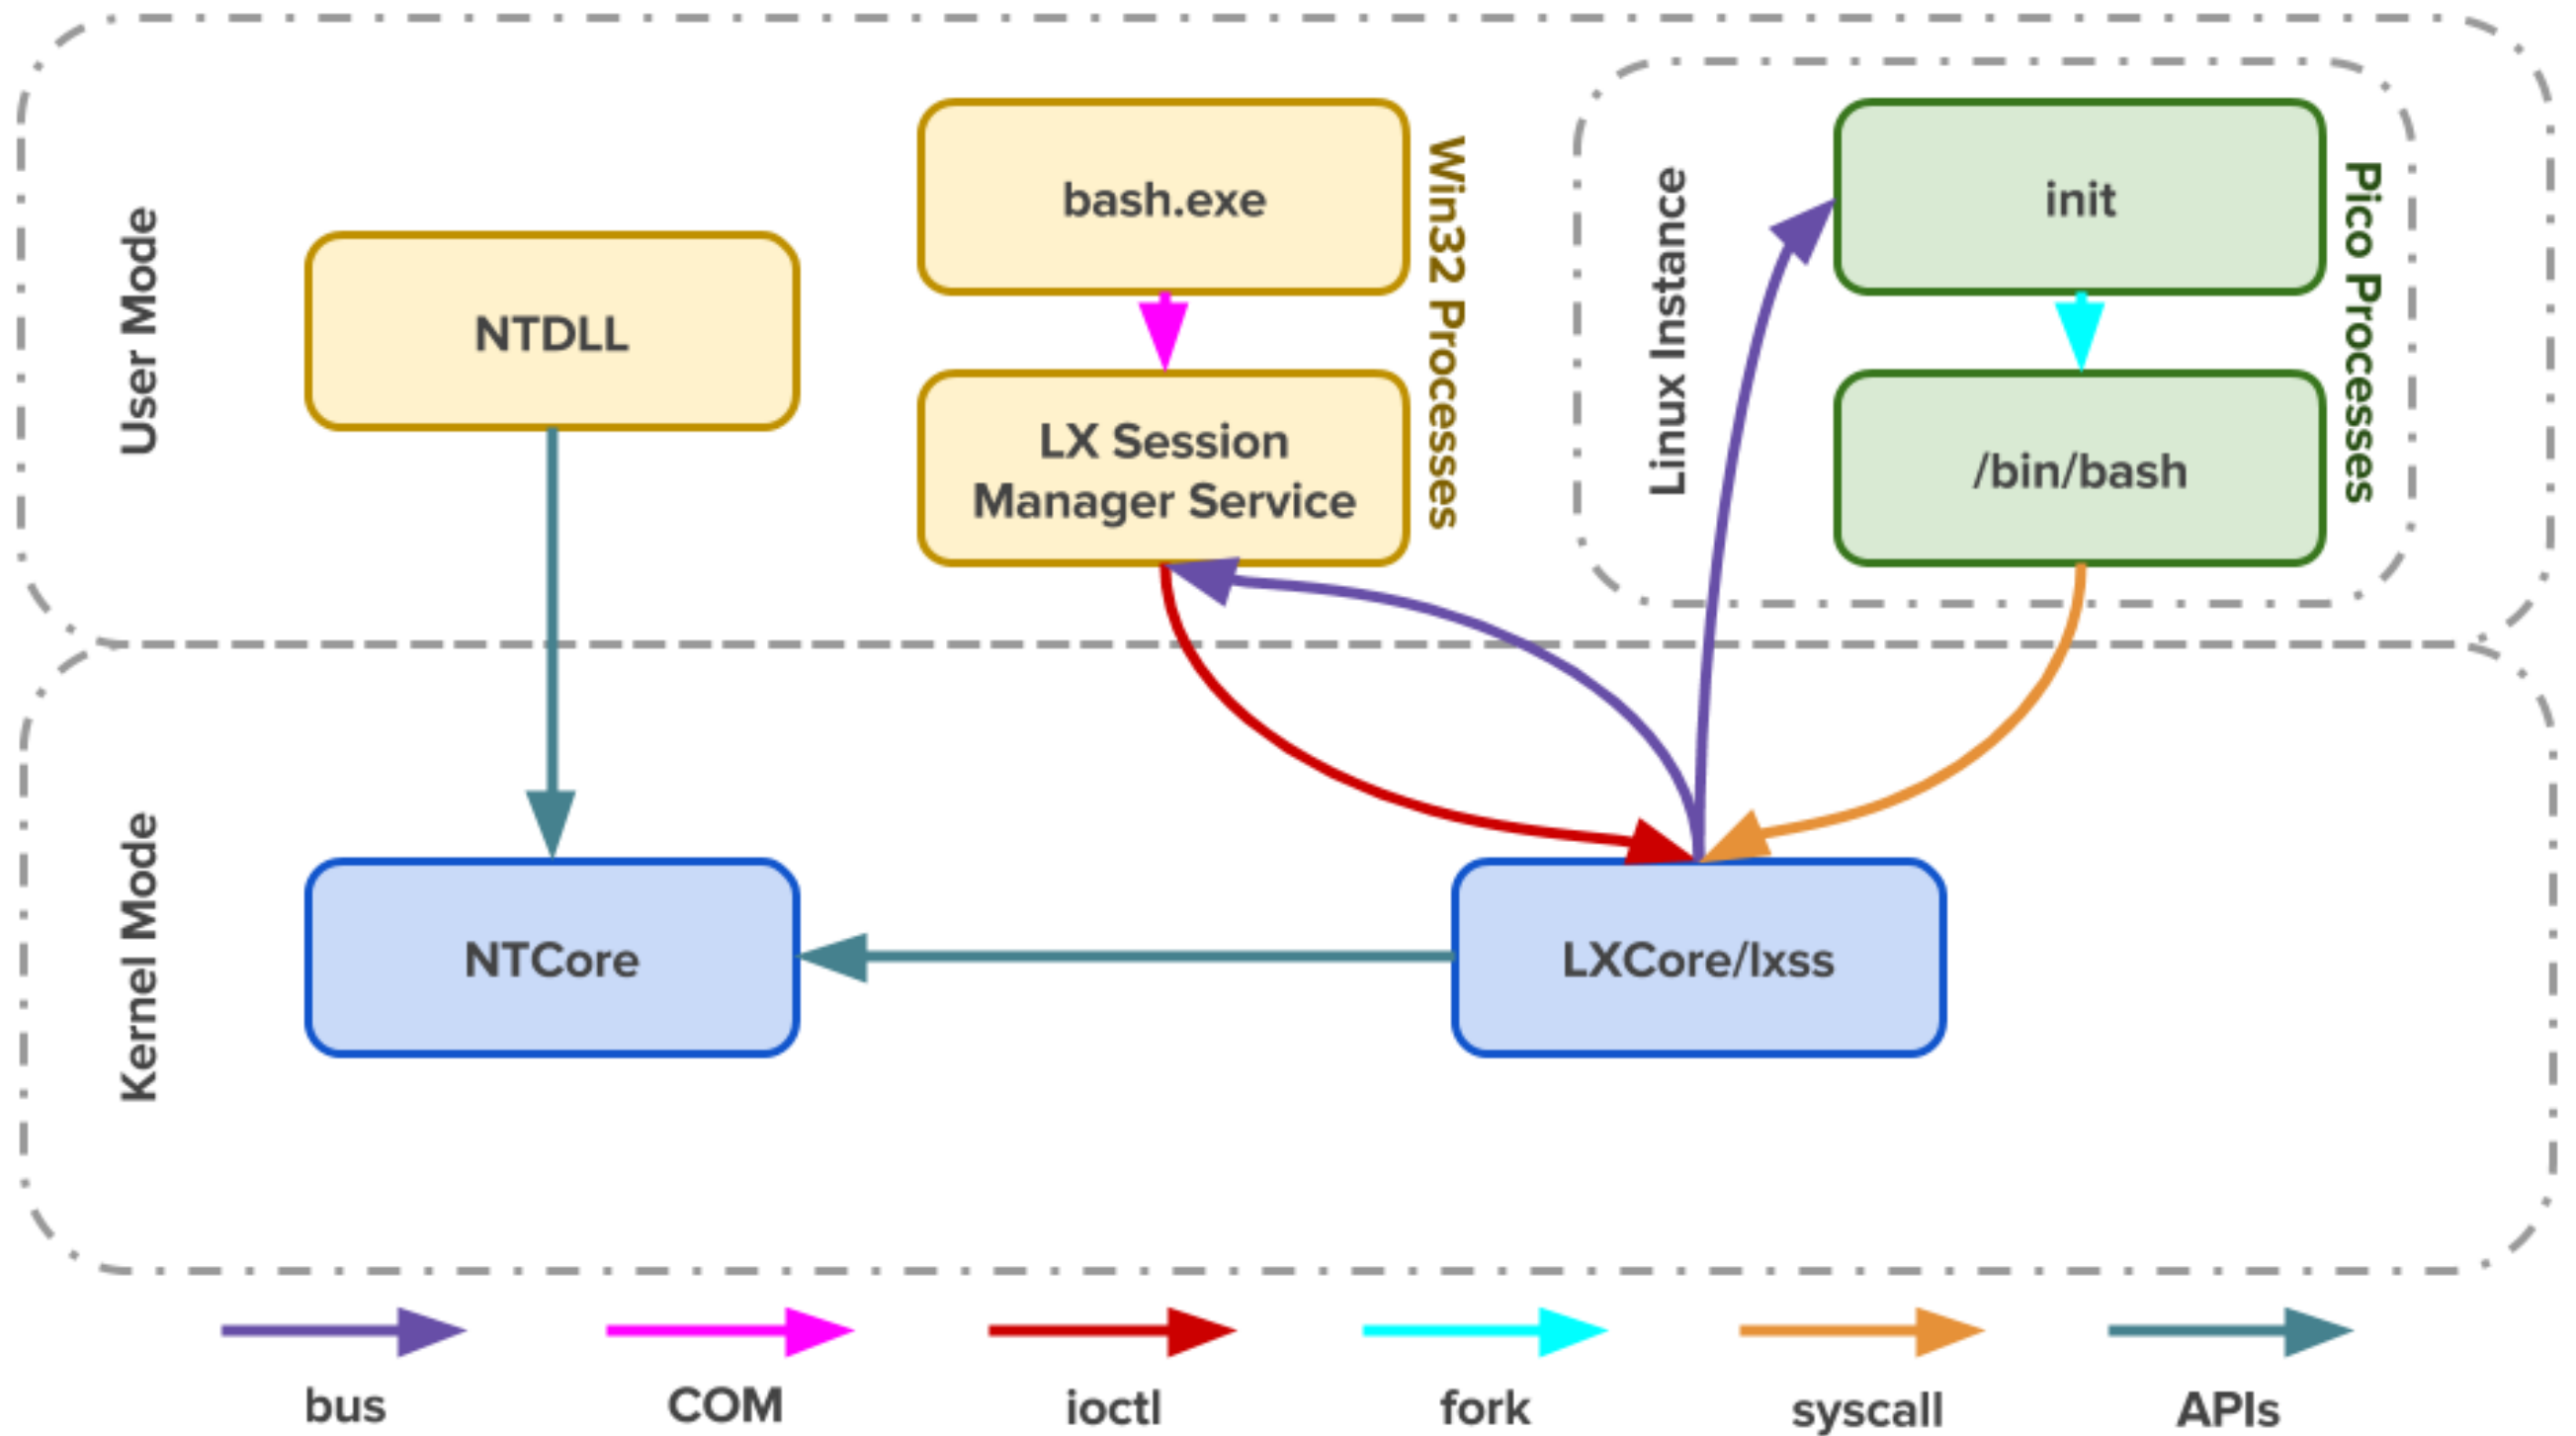 User Mode
NTDLL
bash.exe
LX Session
Manager Service
Win32 Processes
Linux Instance
init
/bin/bash
Pico Processes
Kernel Mode
NTCore
LXCore/lxss
bus
COM
ioctl
fork
syscall
APIs